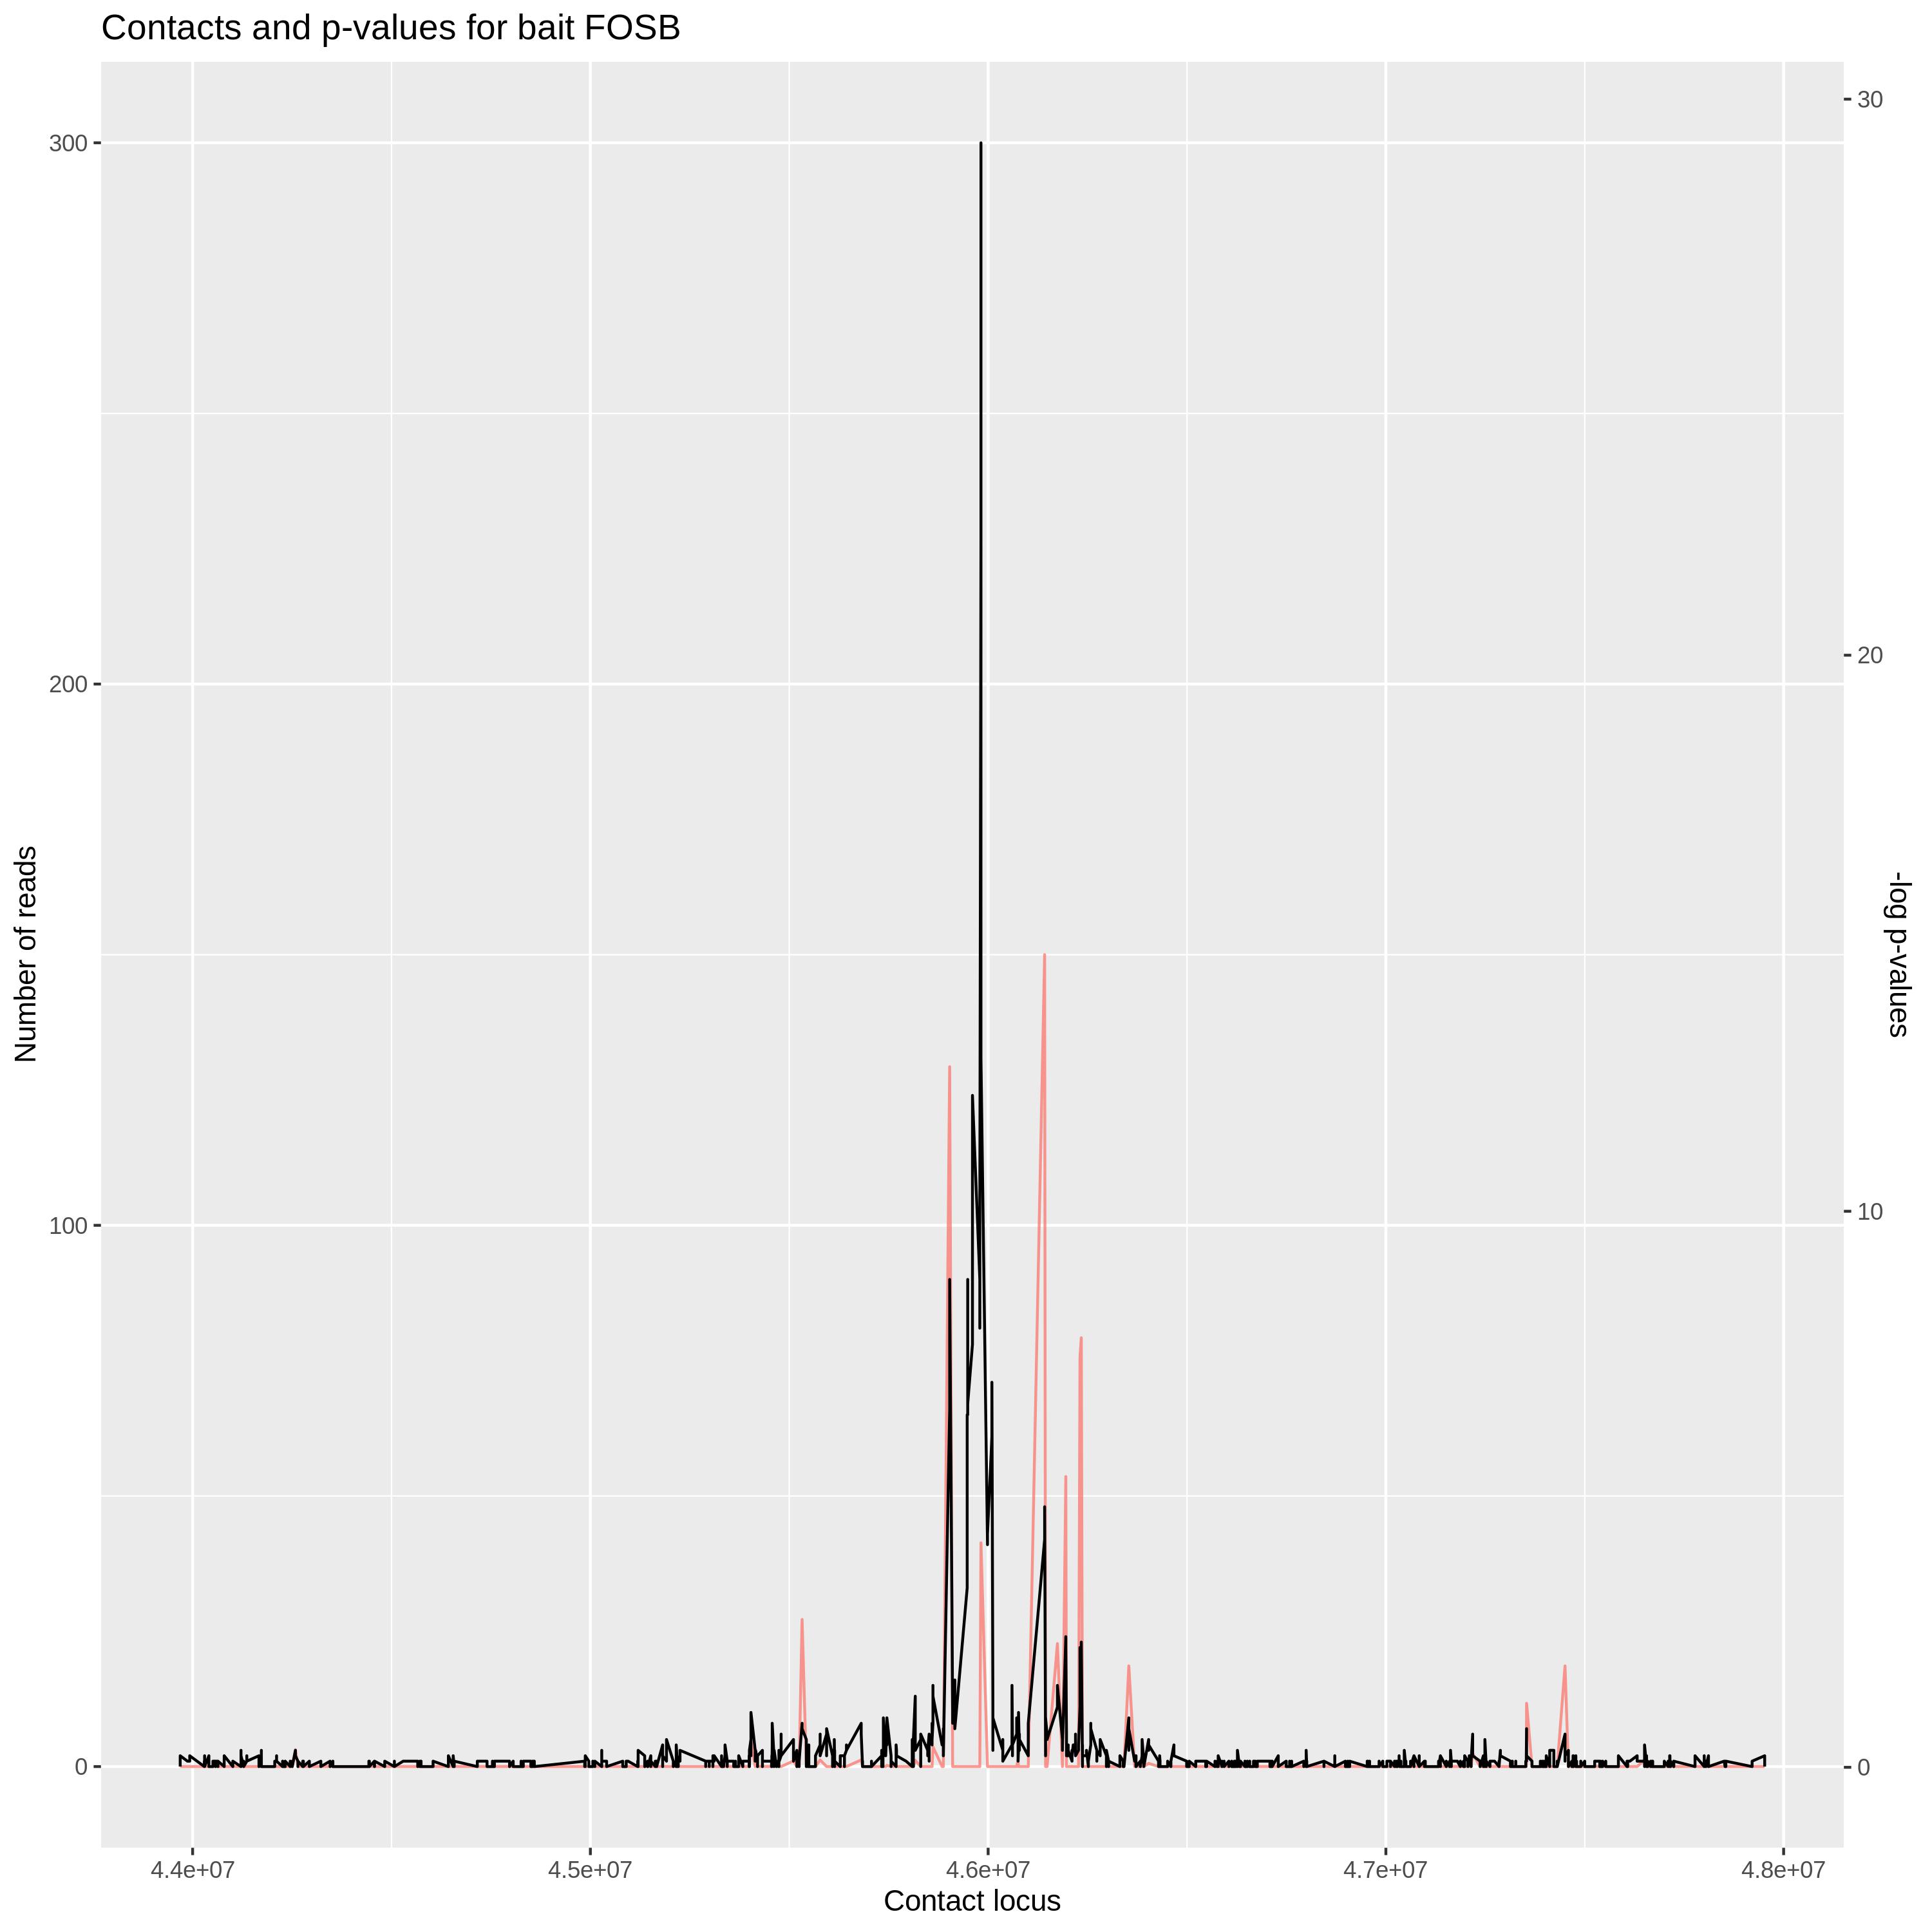 Contacts and p-values for bait FOSB
300
200
100
0
Number of reads
30
20
10
0
-log p-values
4.4e+07 4.5e+07 4.6e+07 4.7e+07 4.8e+07
Contact locus